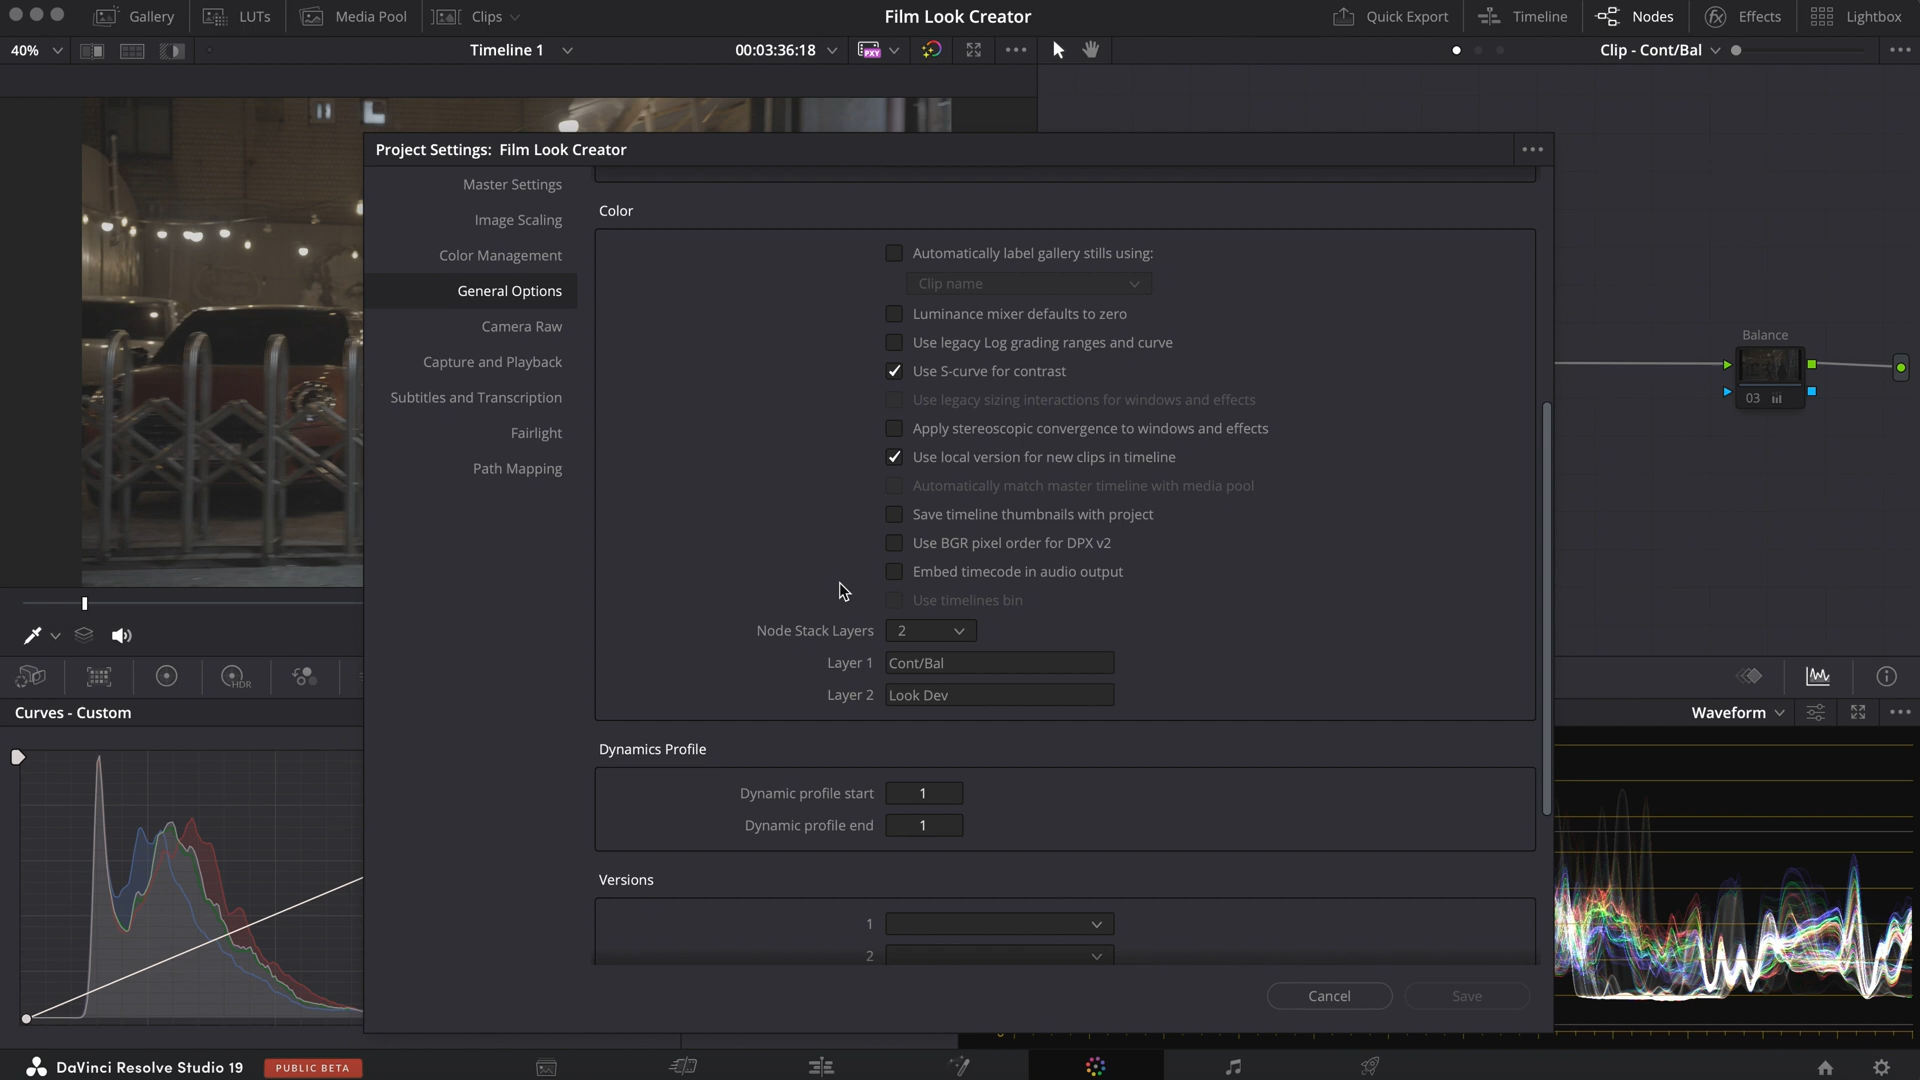 Gallery
LUTs
Media Pool
Clips
Film Look Creator
Quick Export
Timeline
Nodes
Effects
Lightbox
40%
Timeline 1
00:03:36:18
PXY
Clip - Cont/Bal
Project Settings: Film Look Creator
Master Settings
Image Scaling
Color Management
General Options
Camera Raw
Capture and Playback
Subtitles and Transcription
Fairlight
Path Mapping
Color
Automatically label gallery stills using:
Clip name
Luminance mixer defaults to zero
Use legacy Log grading ranges and curve
Use S-curve for contrast
Use legacy sizing interactions for windows and effects
Apply stereoscopic convergence to windows and effects
Use local version for new clips in timeline
Automatically match master timeline with media pool
Save timeline thumbnails with project
Use BGR pixel order for DPX v2
Embed timecode in audio output
Use timelines bin
Node Stack Layers 2
Layer 1 Cont/Bal
Layer 2 Look Dev
Dynamics Profile
Dynamic profile start 1
Dynamic profile end 1
Versions
1
2
Cancel
Save
Balance
03
HDR
Curves - Custom
Waveform
0
DaVinci Resolve Studio 19
PUBLIC BETA